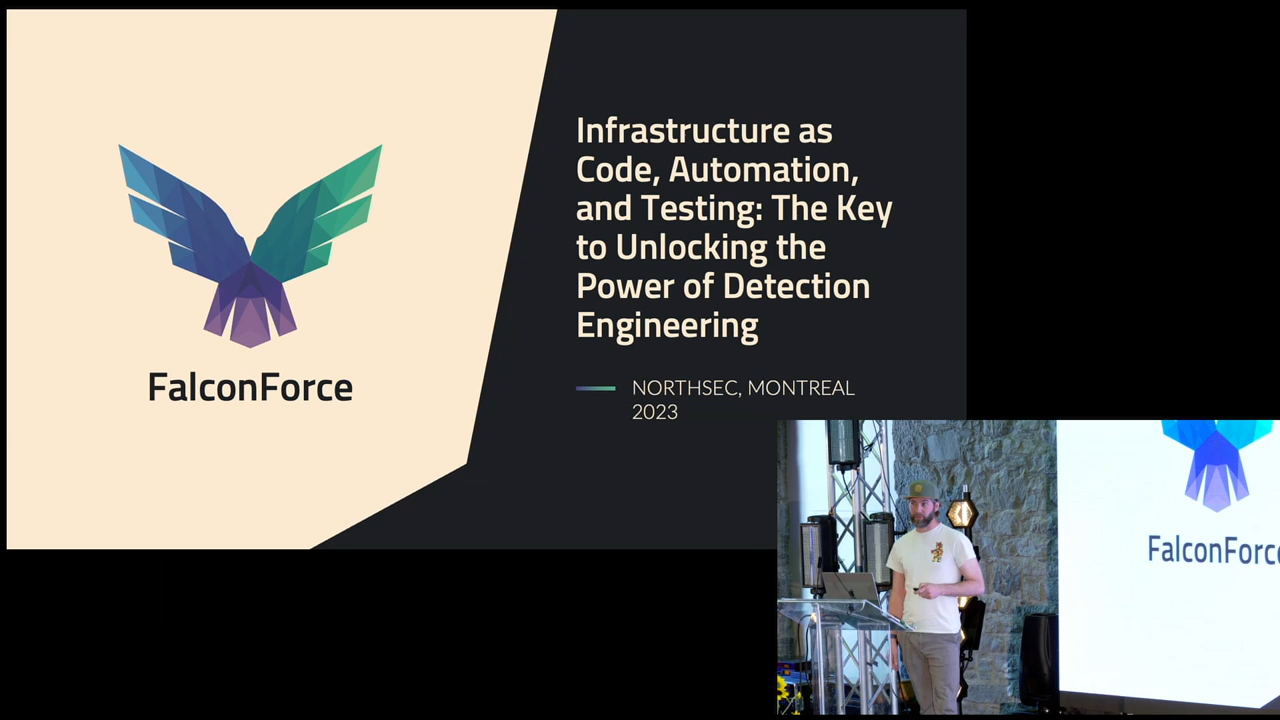 Infrastructure as
Code, Automation,
and Testing: The Key
to Unlocking the
Power of Detection
Engineering
FalconForce
NORTHSEC, MONTREAL
2023
FalconForce